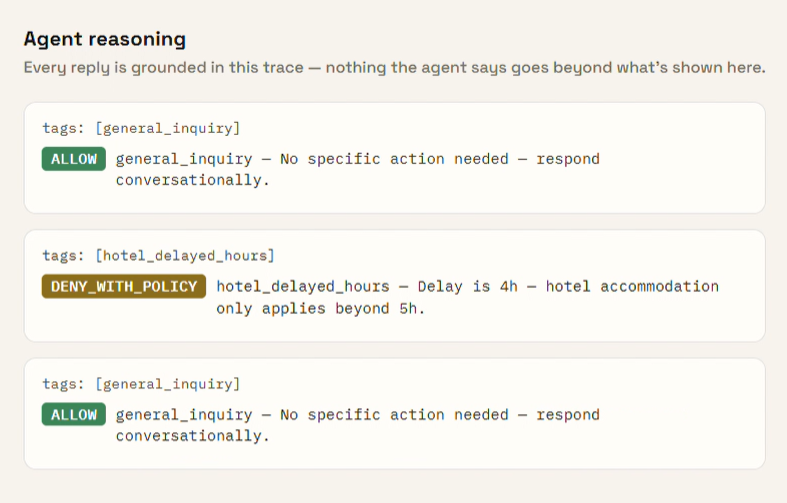 Agent reasoning
Every reply is grounded in this trace — nothing the agent says goes beyond what's shown here.
tags: [general_inquiry]
ALLOW general_inquiry — No specific action needed — respond
conversationally.
tags: [hotel_delayed_hours]
DENY_WITH_POLICY hotel_delayed_hours — Delay is 4h — hotel accommodation
only applies beyond 5h.
tags: [general_inquiry]
ALLOW general_inquiry — No specific action needed — respond
conversationally.